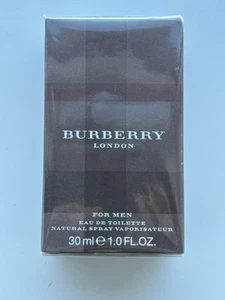 BURBERRY
LONDON
FOR MEN
EAU DE TOILETTE
NATURAL SPRAY VAPORISATEUR
30 ml ℮ 1.0 FL.OZ.